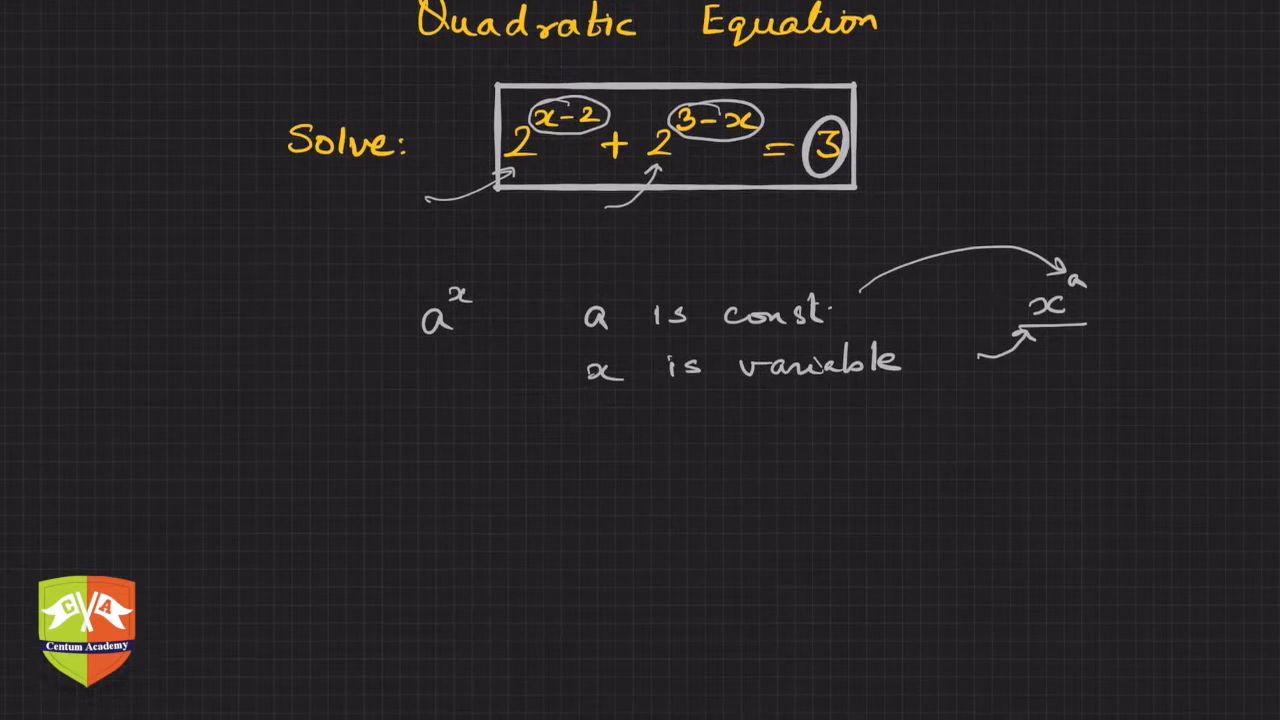 Quadratic Equation
Solve: 2^{x-2} + 2^{3-x} = 3
a^x a is const. x^a
x is variable
C A
Centum Academy